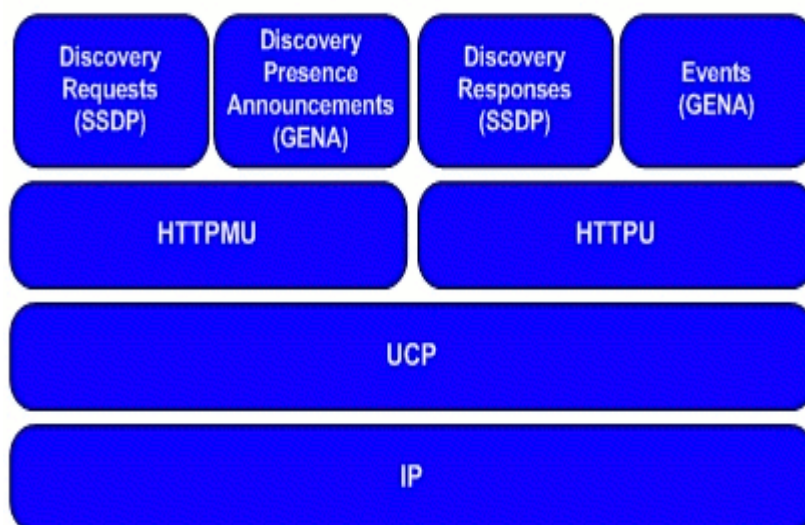 Discovery
Requests
(SSDP)
Discovery
Presence
Announcements
(GENA)
Discovery
Responses
(SSDP)
Events
(GENA)
HTTPMU
HTTPU
UCP
IP